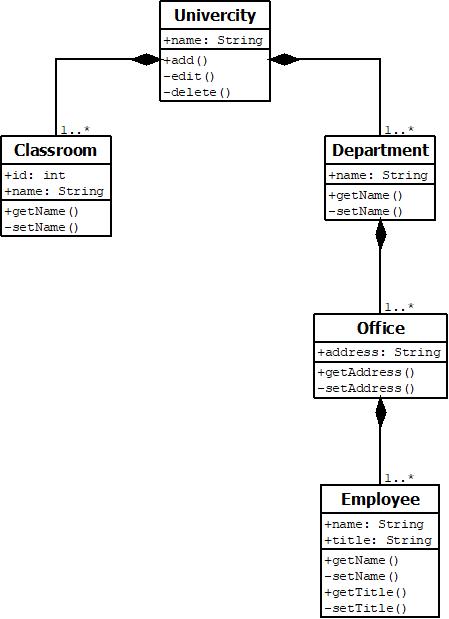 Univercity
+name: String
+add()
-edit()
-delete()
1..*
1..*
Classroom
+id: int
+name: String
+getName()
-setName()
Department
+name: String
+getName()
-setName()
1..*
Office
+address: String
+getAddress()
-setAddress()
1..*
Employee
+name: String
+title: String
+getName()
-setName()
+getTitle()
-setTitle()